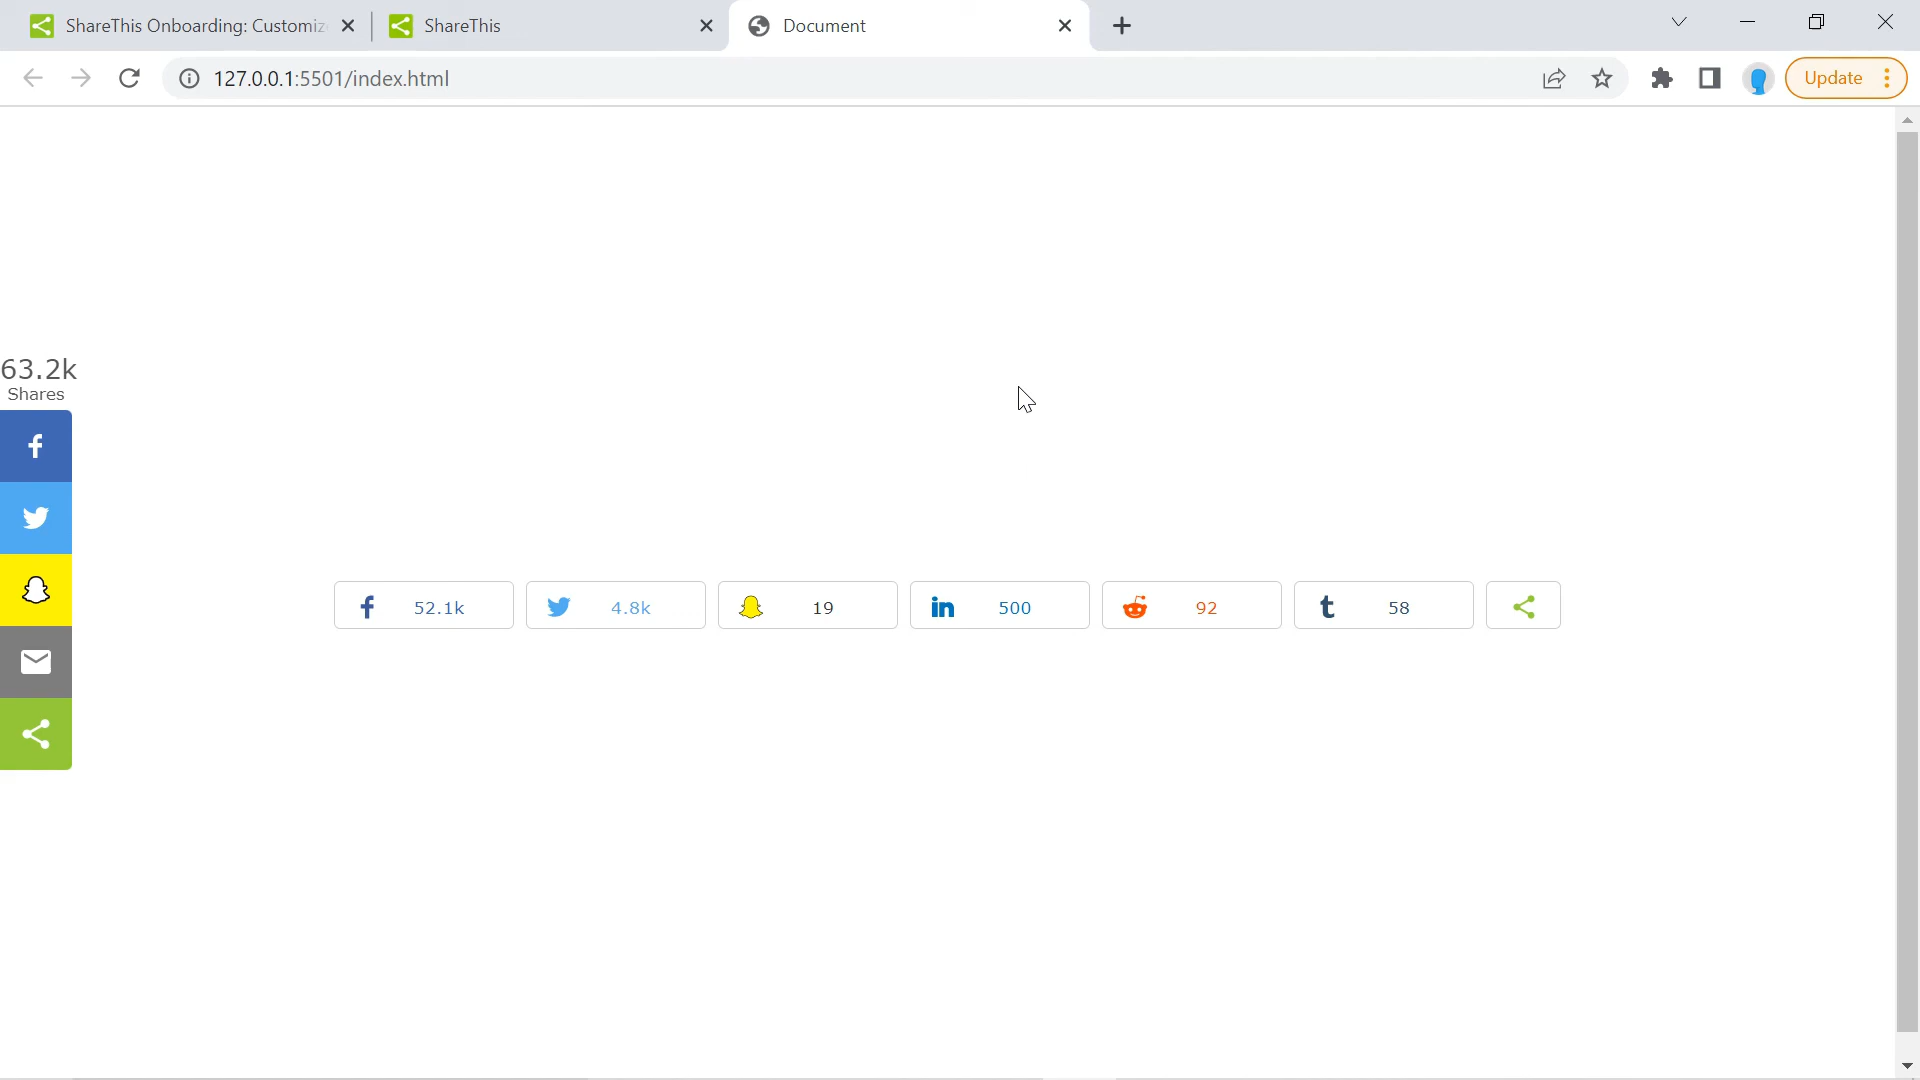 ShareThis Onboarding: Customiz
ShareThis
Document
127.0.0.1:5501/index.html
Update
63.2k
Shares
52.1k
4.8k
19
500
92
58